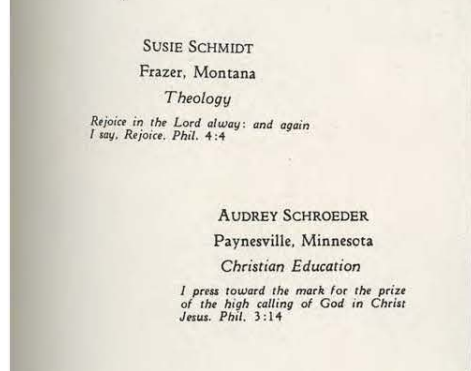 SUSIE SCHMIDT
Frazer, Montana
Theology
Rejoice in the Lord alway: and again
I say, Rejoice. Phil. 4:4
AUDREY SCHROEDER
Paynesville, Minnesota
Christian Education
I press toward the mark for the prize
of the high calling of God in Christ
Jesus. Phil. 3:14